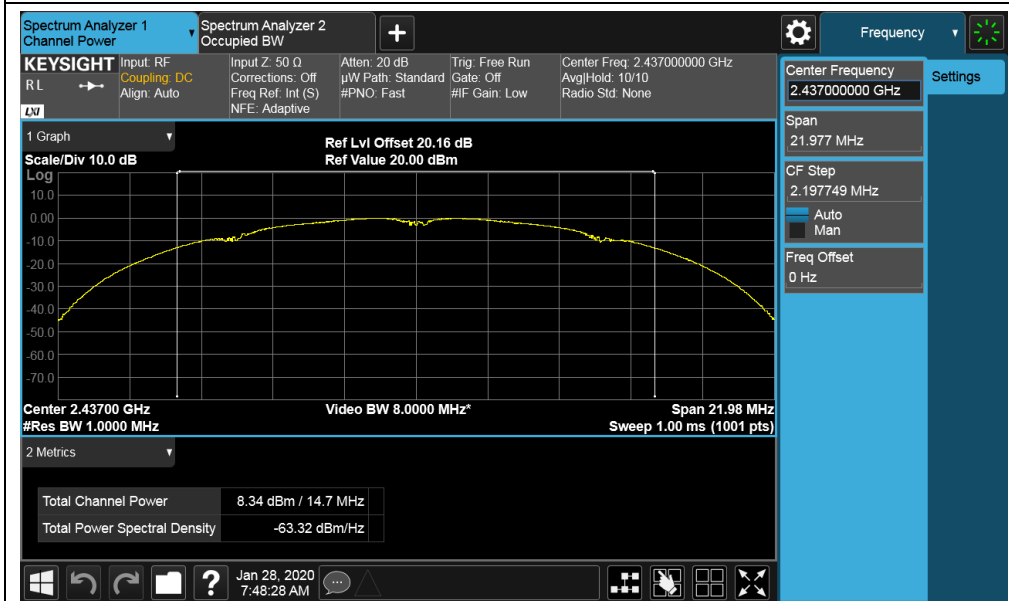 Spectrum Analyzer 1
Channel Power
Spectrum Analyzer 2
Occupied BW
+
Frequency
KEYSIGHT
R L
LXI
Input: RF
Coupling: DC
Align: Auto
Input Z: 50 Ω
Corrections: Off
Freq Ref: Int (S)
NFE: Adaptive
Atten: 20 dB
µW Path: Standard
#PNO: Fast
Trig: Free Run
Gate: Off
#IF Gain: Low
Center Freq: 2.437000000 GHz
Avg|Hold: 10/10
Radio Std: None
Center Frequency
2.437000000 GHz
Settings
Span
21.977 MHz
CF Step
2.197749 MHz
Auto
Man
Freq Offset
0 Hz
1 Graph
Scale/Div 10.0 dB
Ref Lvl Offset 20.16 dB
Ref Value 20.00 dBm
Log
10.0
0.00
-10.0
-20.0
-30.0
-40.0
-50.0
-60.0
-70.0
Center 2.43700 GHz
Video BW 8.0000 MHz*
Span 21.98 MHz
#Res BW 1.0000 MHz
Sweep 1.00 ms (1001 pts)
2 Metrics
Total Channel Power 8.34 dBm / 14.7 MHz
Total Power Spectral Density -63.32 dBm/Hz
?
Jan 28, 2020
7:48:28 AM